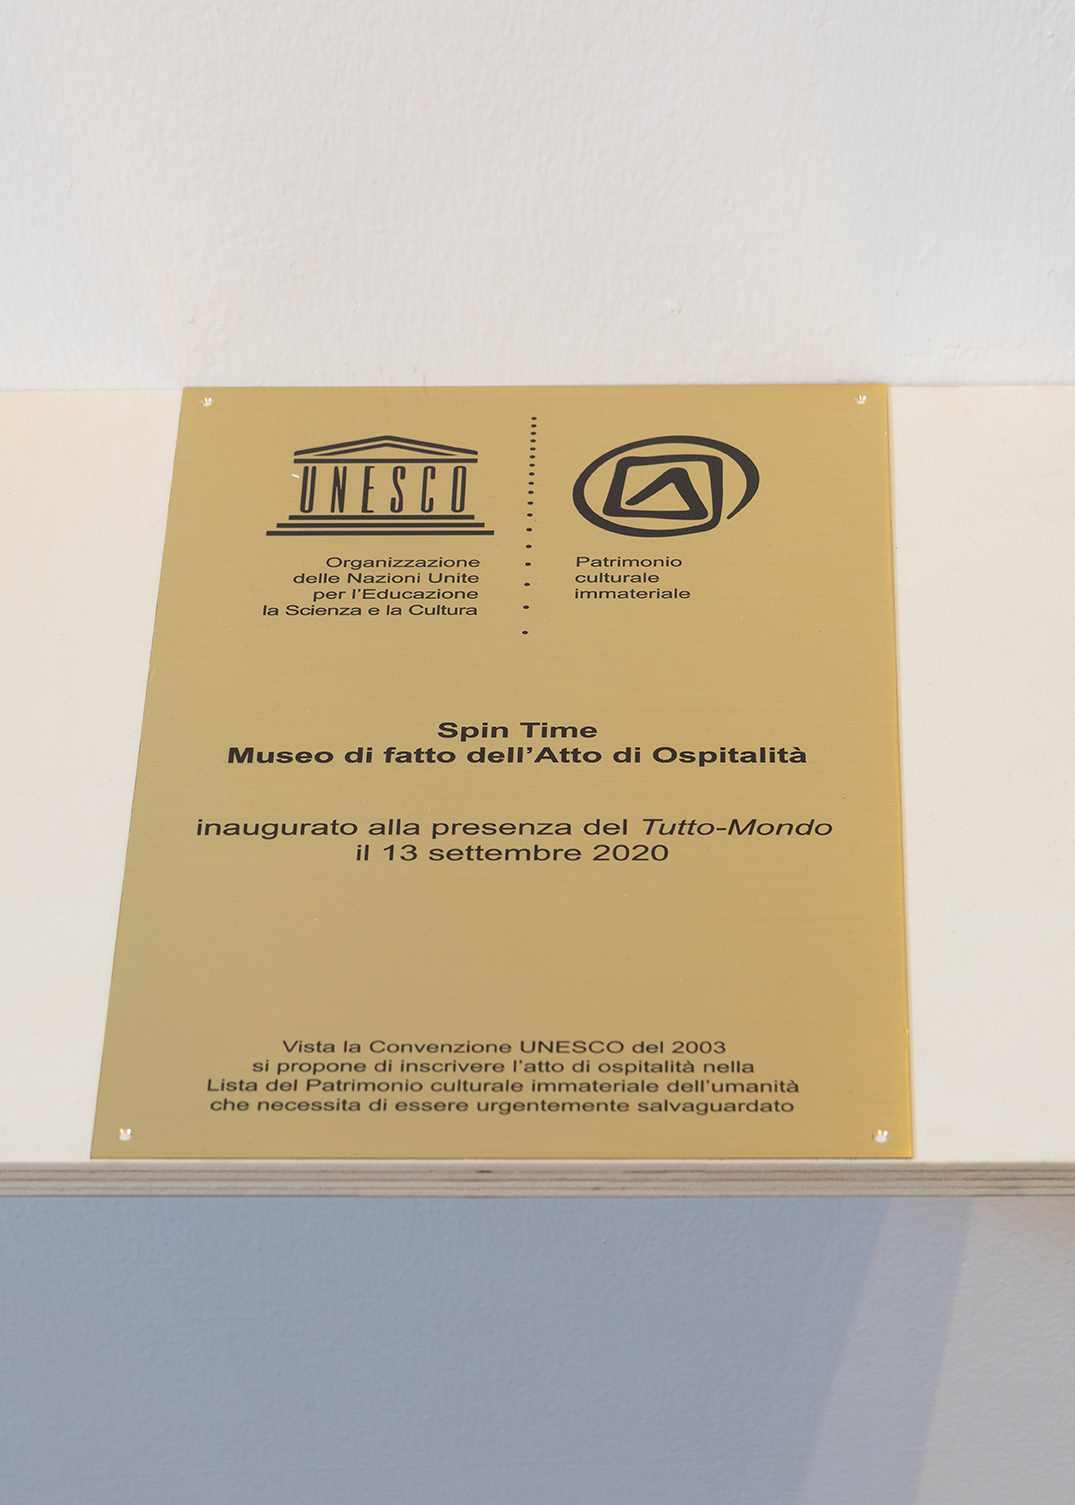 UNESCO
Organizzazione
delle Nazioni Unite
per l'Educazione
la Scienza e la Cultura
Patrimonio
culturale
immateriale
Spin Time
Museo di fatto dell'Atto di Ospitalità
inaugurato alla presenza del Tutto-Mondo
il 13 settembre 2020
Vista la Convenzione UNESCO del 2003
si propone di inscrivere l'atto di ospitalità nella
Lista del Patrimonio culturale immateriale dell'umanità
che necessita di essere urgentemente salvaguardato